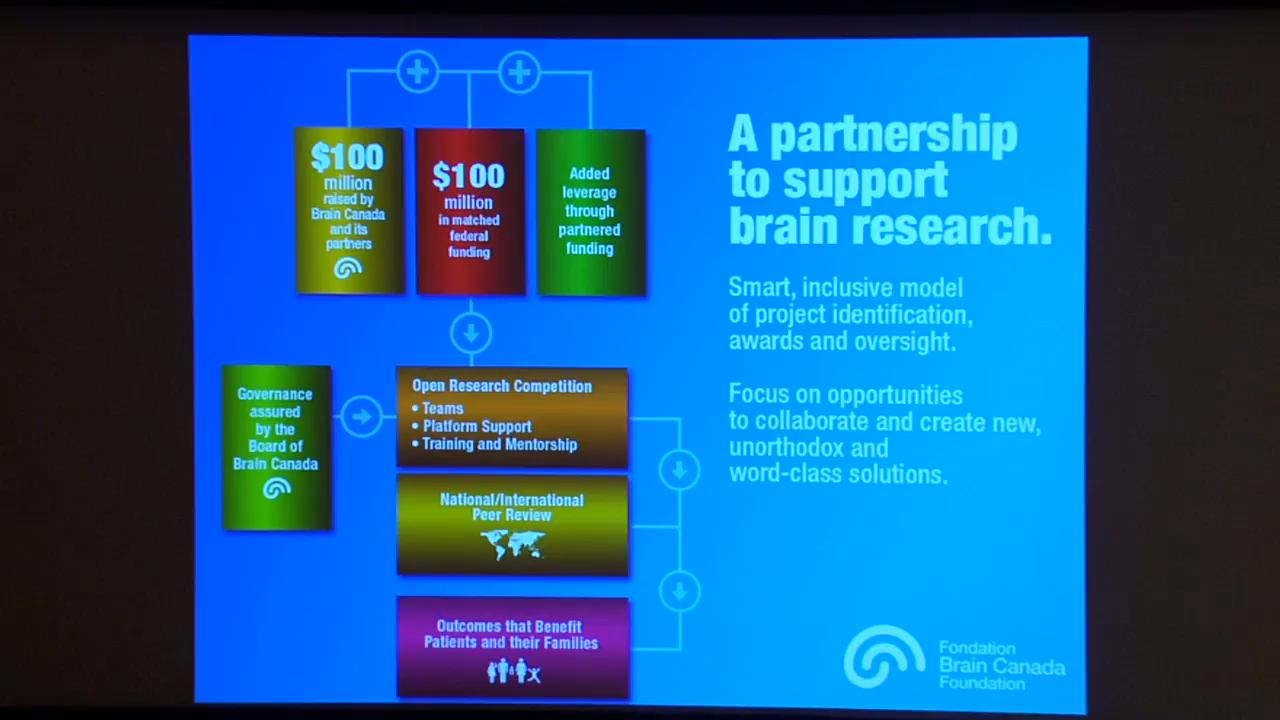 $100
million
raised by
Brain Canada
and its
partners
$100
million
in matched
federal
funding
Added
leverage
through
partnered
funding
A partnership
to support
brain research.
Smart, inclusive model
of project identification,
awards and oversight.
Focus on opportunities
to collaborate and create new,
unorthodox and
word-class solutions.
Governance
assured
by the
Board of
Brain Canada
Open Research Competition
• Teams
• Platform Support
• Training and Mentorship
National/International
Peer Review
Outcomes that Benefit
Patients and their Families
Fondation
Brain Canada
Foundation